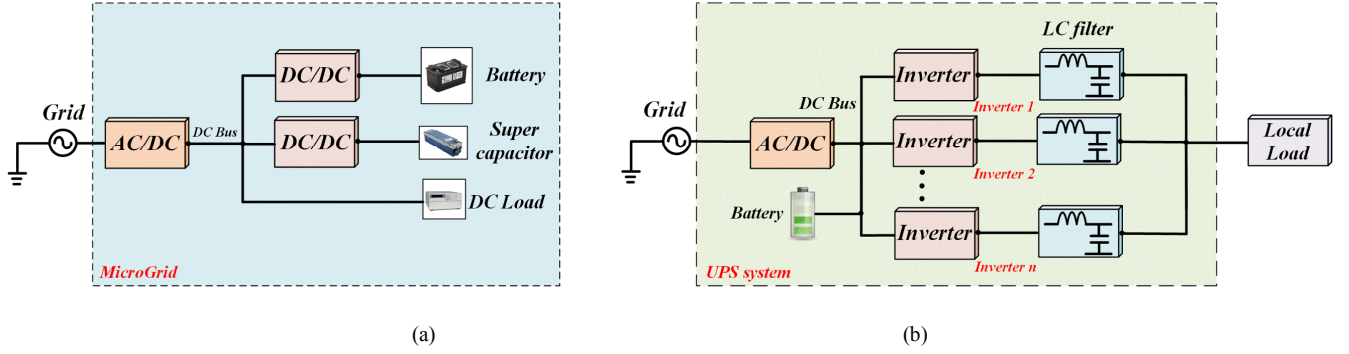 Grid
AC/DC
DC Bus
DC/DC
Battery
DC/DC
Super
capacitor
DC Load
MicroGrid
(a)
LC filter
Grid
AC/DC
DC Bus
Inverter
Inverter 1
Inverter
Inverter 2
Battery
Inverter
Inverter n
Local
Load
UPS system
(b)